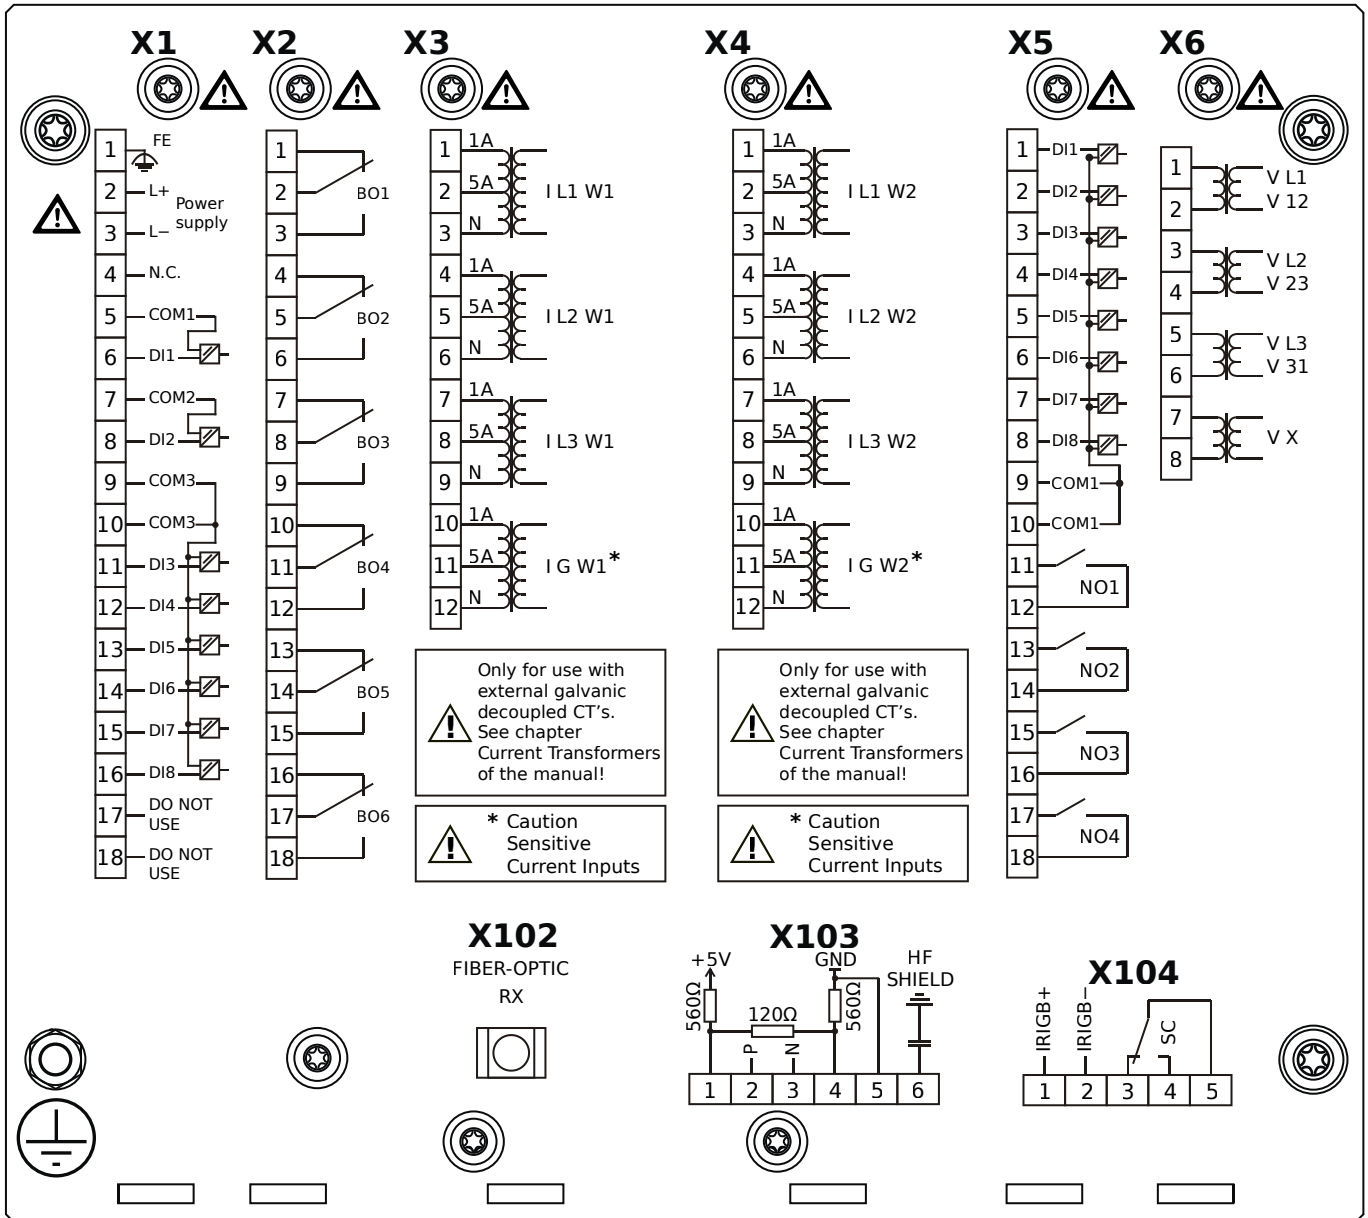 X1 X2 X3 X4 X5 X6
1 FE
2 L+
Power
supply
3 L−
4 N.C.
5 COM1
6 DI1
7 COM2
8 DI2
9 COM3
10 COM3
11 DI3
12 DI4
13 DI5
14 DI6
15 DI7
16 DI8
17 DO NOT
USE
18 DO NOT
USE
1
2 BO1
3
4
5 BO2
6
7
8 BO3
9
10
11 BO4
12
13
14 BO5
15
16
17 BO6
18
1 1A
2 5A I L1 W1
3 N
4 1A
5 5A I L2 W1
6 N
7 1A
8 5A I L3 W1
9 N
10 1A
11 5A I G W1*
12 N
Only for use with
external galvanic
decoupled CT's.
See chapter
Current Transformers
of the manual!
* Caution
Sensitive
Current Inputs
1 1A
2 5A I L1 W2
3 N
4 1A
5 5A I L2 W2
6 N
7 1A
8 5A I L3 W2
9 N
10 1A
11 5A I G W2*
12 N
Only for use with
external galvanic
decoupled CT's.
See chapter
Current Transformers
of the manual!
* Caution
Sensitive
Current Inputs
1 DI1
2 DI2
3 DI3
4 DI4
5 DI5
6 DI6
7 DI7
8 DI8
9 COM1
10 COM1
11
NO1
12
13
NO2
14
15
NO3
16
17
NO4
18
1 V L1
2 V 12
3 V L2
4 V 23
5 V L3
6 V 31
7
V X
8
X102
FIBER-OPTIC
RX
X103
+5V GND HF
SHIELD
560Ω 120Ω 560Ω
P N
1 2 3 4 5 6
X104
IRIGB+ IRIGB− SC
1 2 3 4 5